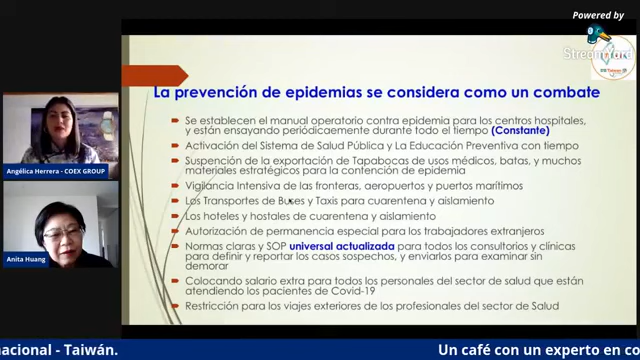 Powered by
StreamYard
La prevención de epidemias se considera como un combate
Se establecen el manual operatorio contra epidemia para los centros hospitales,
y están ensayando periódicaemente durante todo el tiempo (Constante)
Activación del Sistema de Salud Pública y La Educación Preventiva con tiempo
Suspención de la exportación de Tapabocas de usos médicos, batas, y muchos
materiales estratégicos para la contención de epidemia
Vigilancia Intensiva de las fronteras, aeropuertos y puertos marítimos
Los Transportes de Buses y Taxis para cuarentena y aislamiento
Los hoteles y hostales de cuarentena y aislamiento
Autorización de permanencia especial para los trabajadores extranjeros
Normas claras y SOP universal actualizada para todos los consultorios y clínicas
para definir y reportar los casos sospechos, y enviarlos para examinar sin
demorar
Colocando salario extra para todos los personales del sector de salud que están
atendiendo los pacientes de Covid-19
Restricción para los viajes exteriores de los profesionales del sector de Salud
Angélica Herrera - COEX GROUP
Anita Huang
nacional - Taiwán.
Un café con un experto en co